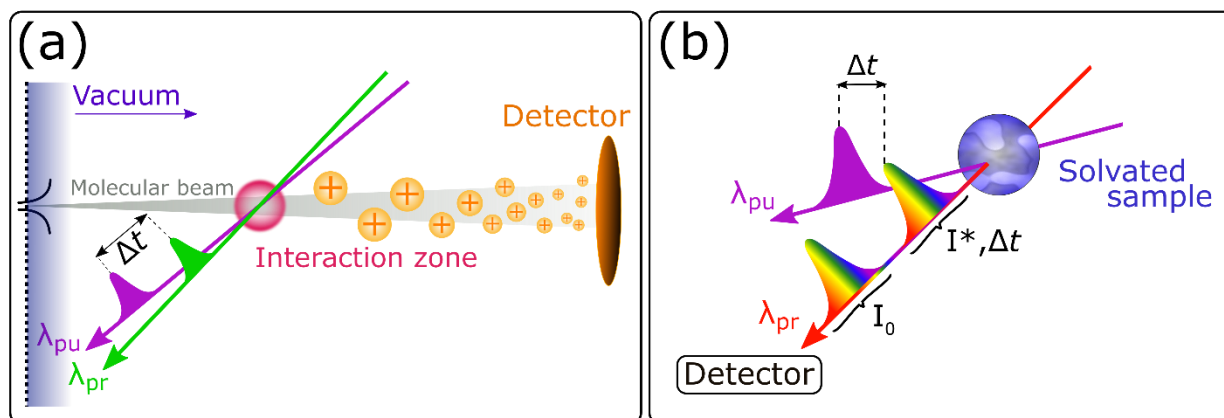 (a)
Vacuum
Detector
Molecular beam
Δt
Interaction zone
λpu
λpr
(b)
Δt
Solvated
sample
λpu
I*,Δt
λpr
I₀
Detector